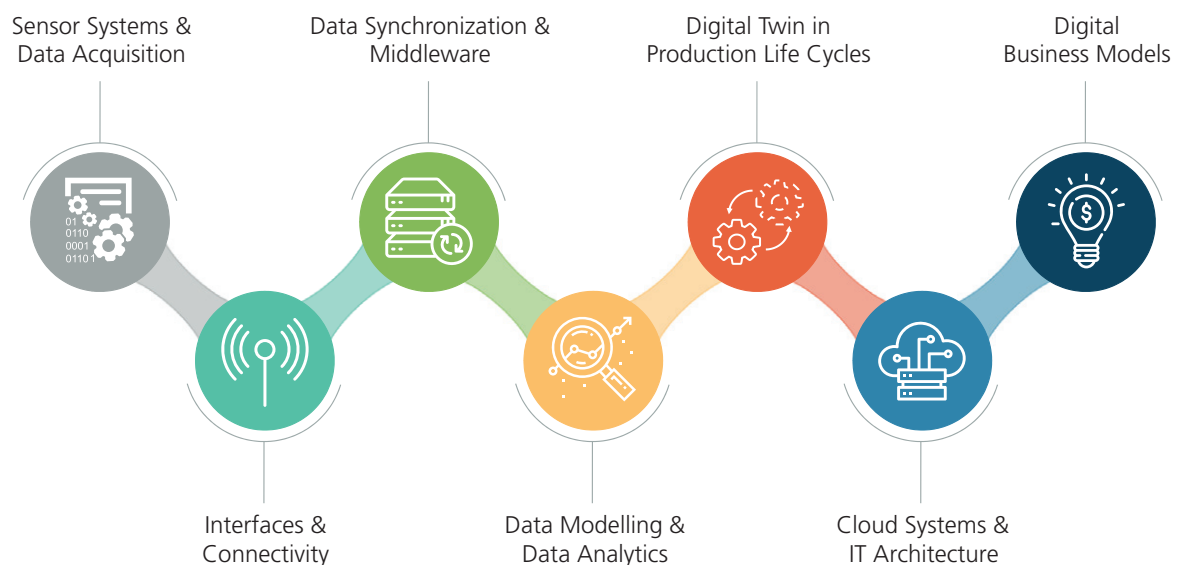 Sensor Systems &
Data Acquisition
Data Synchronization &
Middleware
Digital Twin in
Production Life Cycles
Digital
Business Models
01
0110
0001
0110 1
$
Interfaces &
Connectivity
Data Modelling &
Data Analytics
Cloud Systems &
IT Architecture